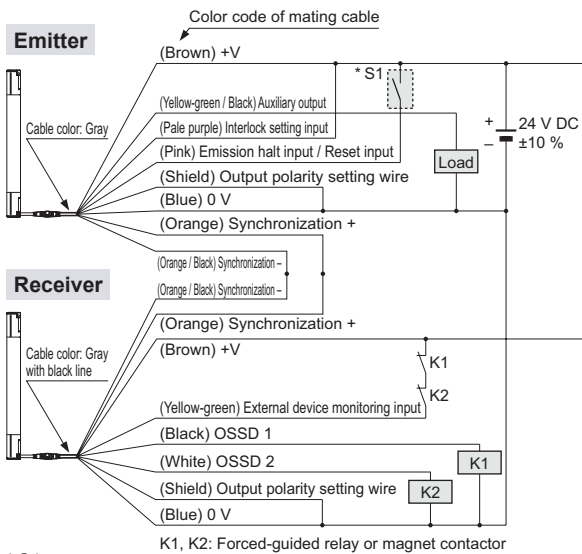 Color code of mating cable
Emitter
(Brown) +V
* S1
(Yellow-green / Black) Auxiliary output
Cable color: Gray
(Pale purple) Interlock setting input
+
–
24 V DC
±10 %
(Pink) Emission halt input / Reset input
Load
(Shield) Output polarity setting wire
(Blue) 0 V
(Orange) Synchronization +
(Orange / Black) Synchronization –
Receiver
(Orange / Black) Synchronization –
(Orange) Synchronization +
(Brown) +V
Cable color: Gray
with black line
K1
K2
(Yellow-green) External device monitoring input
(Black) OSSD 1
(White) OSSD 2
K1
(Shield) Output polarity setting wire
K2
(Blue) 0 V
K1, K2: Forced-guided relay or magnet contactor